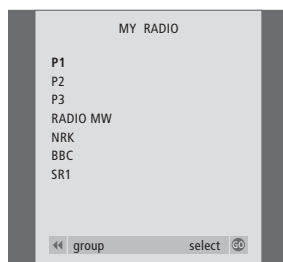 MY RADIO
P1
P2
P3
RADIO MW
NRK
BBC
SR1
group select GO